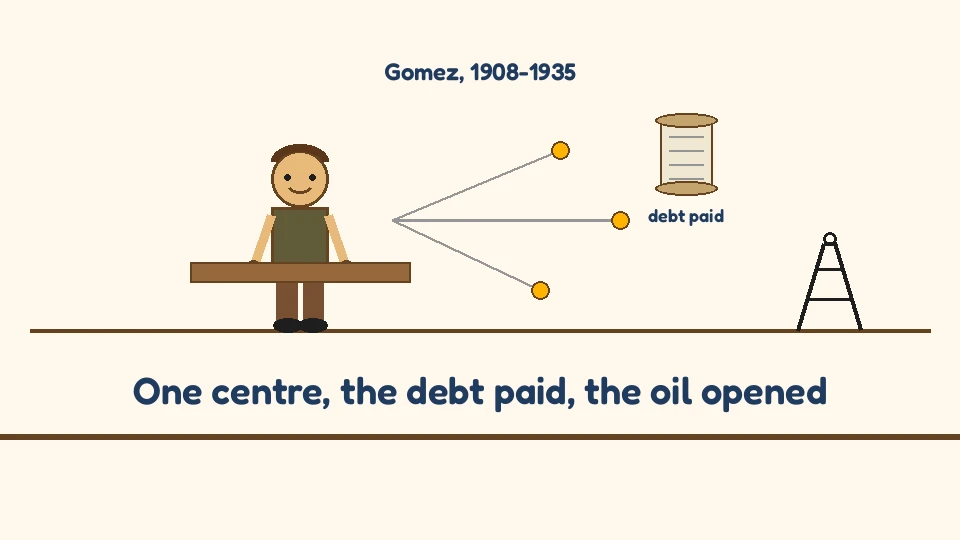 Gomez, 1908-1935
debt paid
One centre, the debt paid, the oil opened